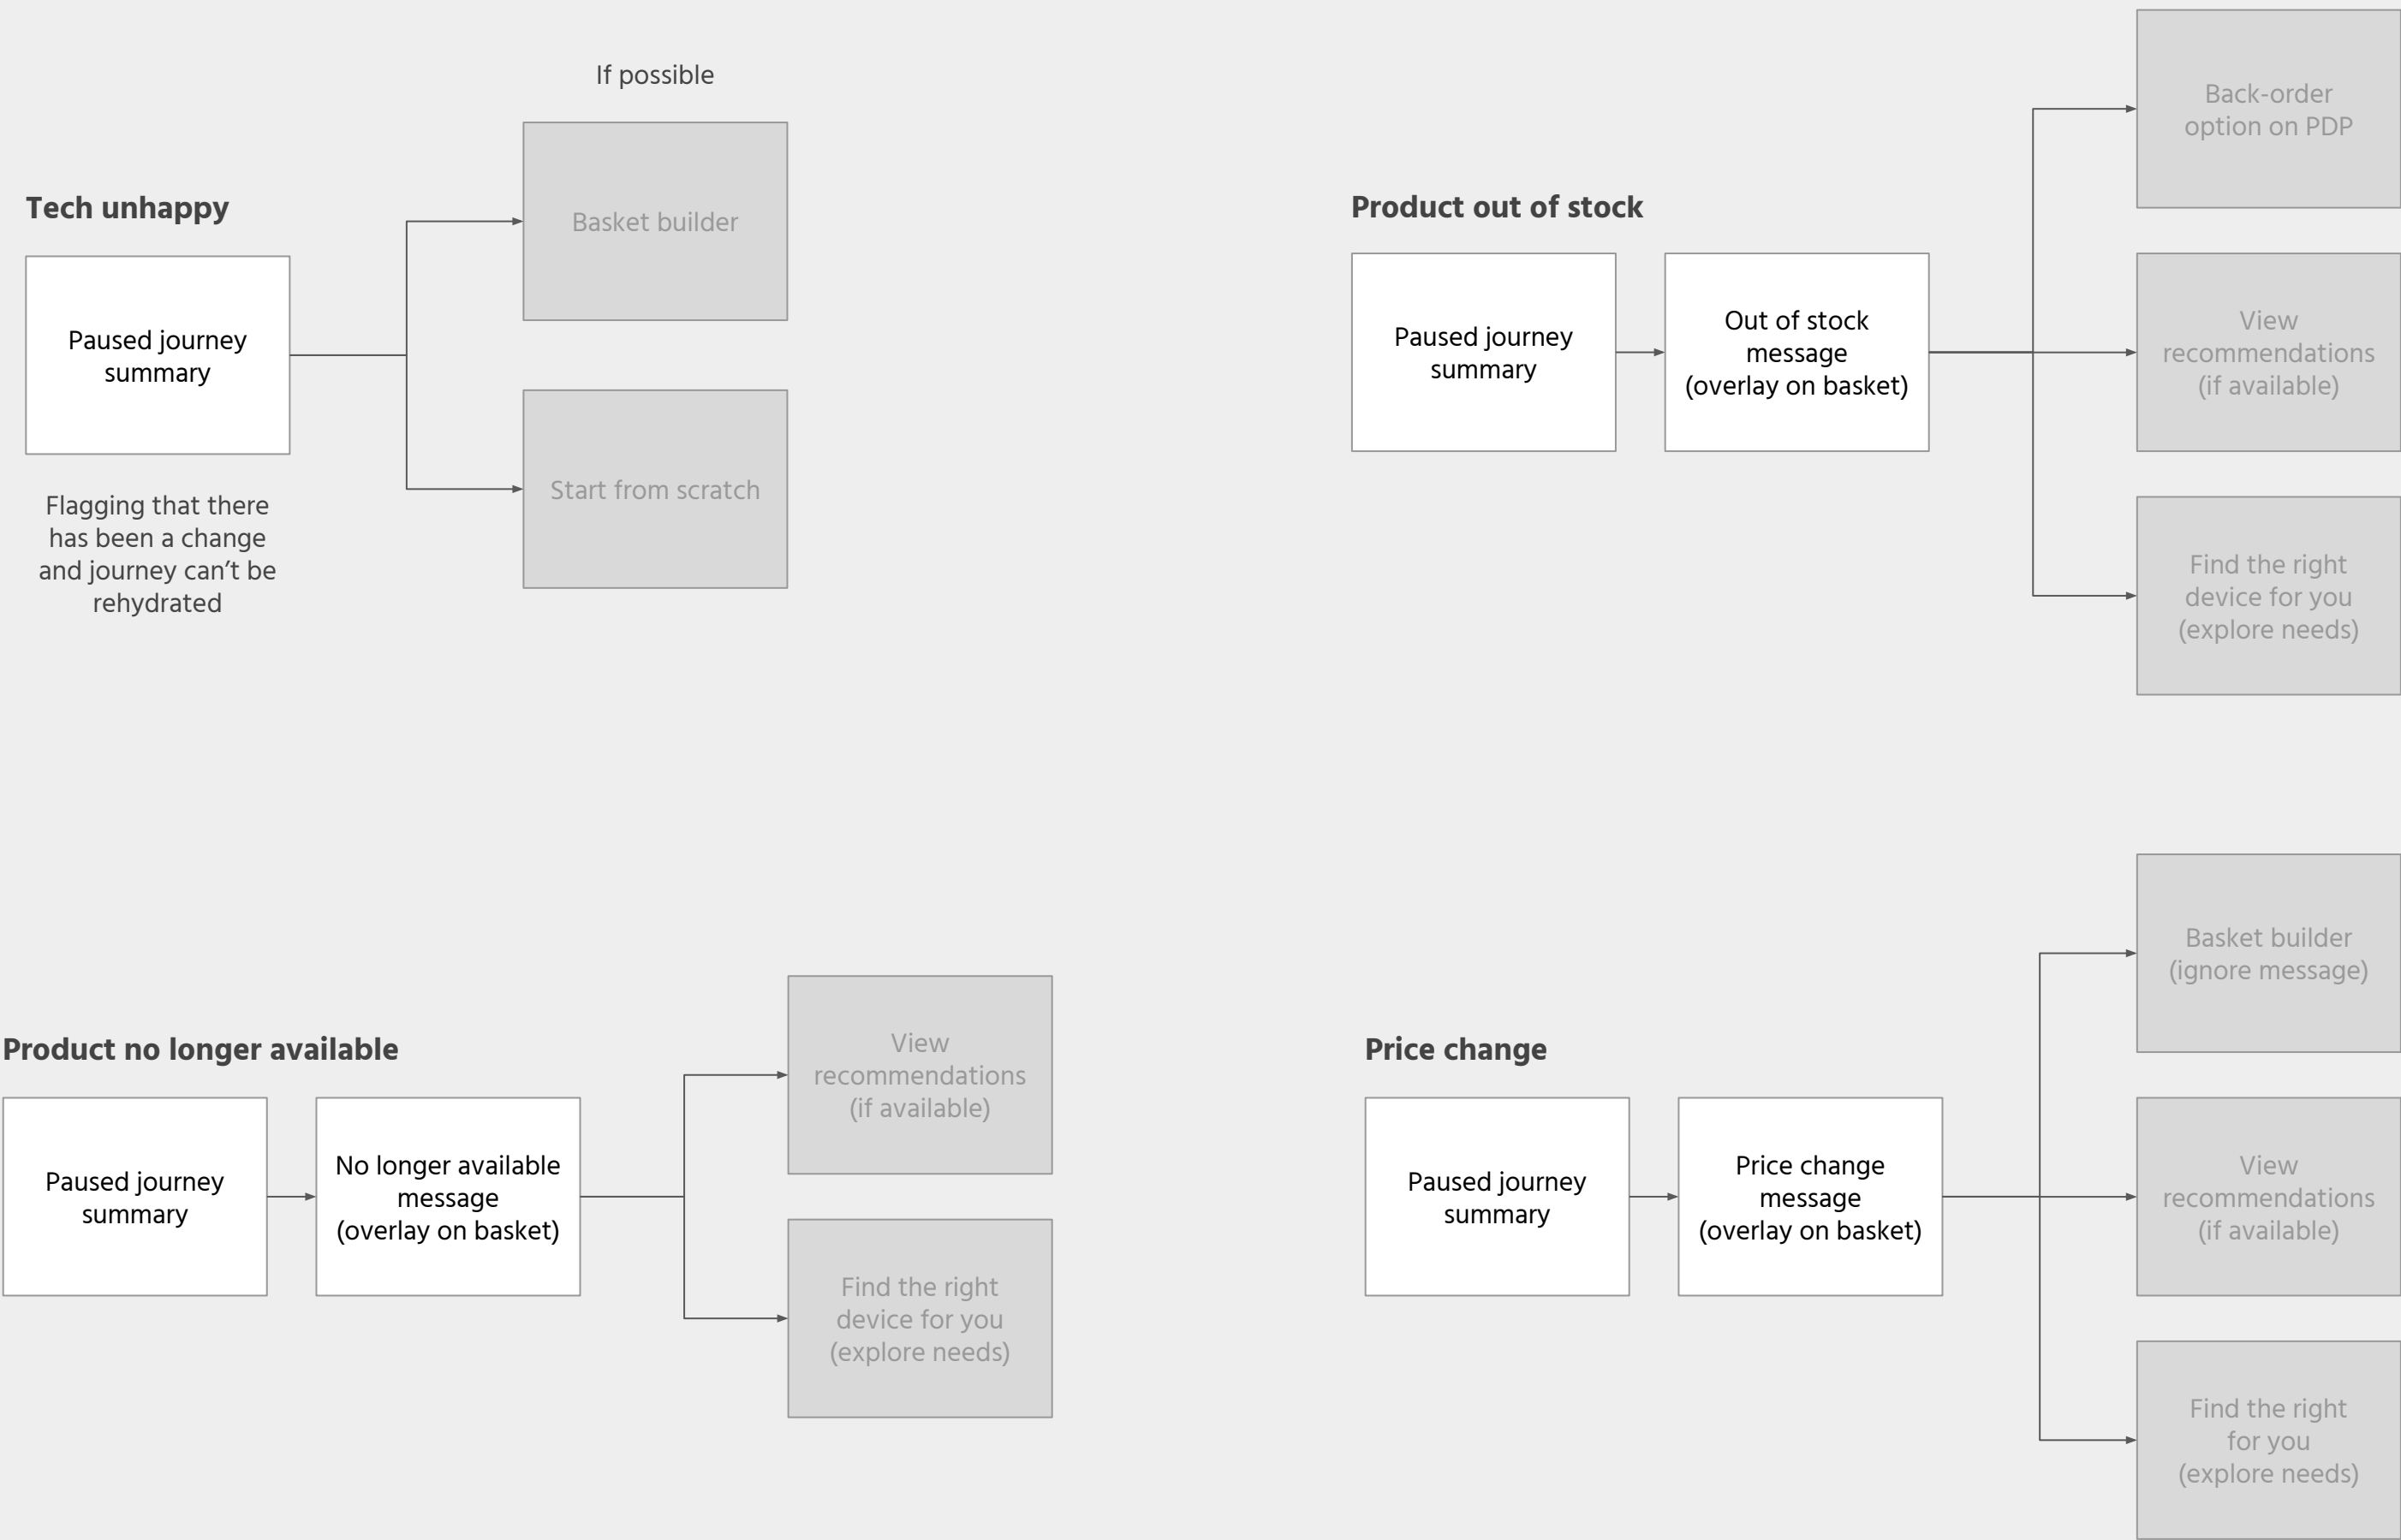 If possible
Basket builder
Tech unhappy
Paused journey
summary
Start from scratch
Flagging that there
has been a change
and journey can’t be
rehydrated
Product out of stock
Paused journey
summary
Out of stock
message
(overlay on basket)
Back-order
option on PDP
View
recommendations
(if available)
Find the right
device for you
(explore needs)
Product no longer available
Paused journey
summary
No longer available
message
(overlay on basket)
View
recommendations
(if available)
Find the right
device for you
(explore needs)
Price change
Paused journey
summary
Price change
message
(overlay on basket)
Basket builder
(ignore message)
View
recommendations
(if available)
Find the right
for you
(explore needs)